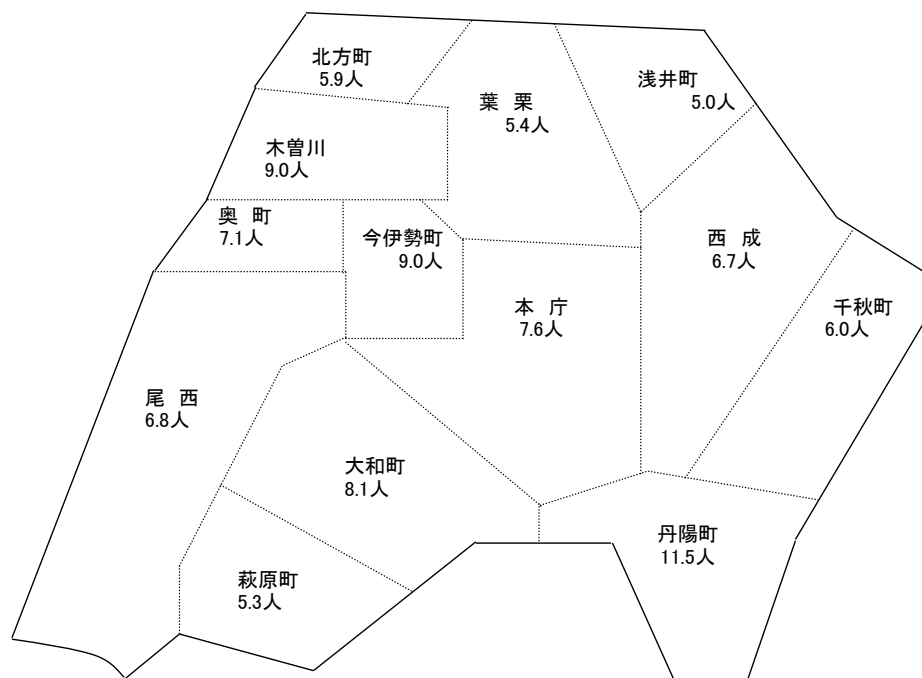 北方町
5.9人
葉 栗
5.4人
浅井町
5.0人
木曽川
9.0人
奥 町
7.1人
今伊勢町
9.0人
西 成
6.7人
本 庁
7.6人
千秋町
6.0人
尾 西
6.8人
大和町
8.1人
丹陽町
11.5人
萩原町
5.3人